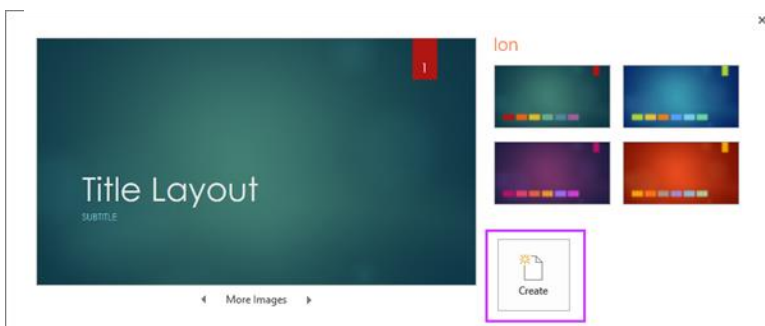 Ion
1
Title Layout
SUBTITLE
More Images
Create